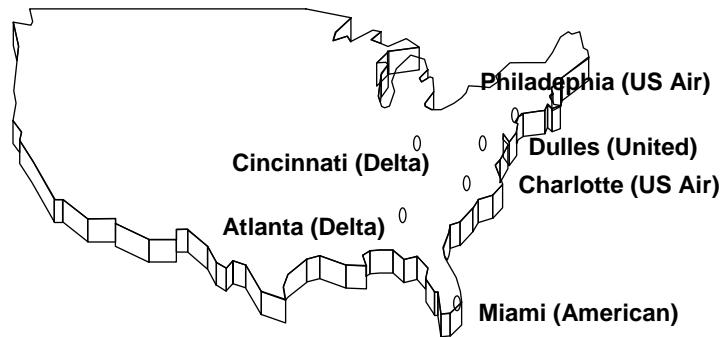 Philadephia (US Air)
Dulles (United)
Cincinnati (Delta)
Charlotte (US Air)
Atlanta (Delta)
Miami (American)